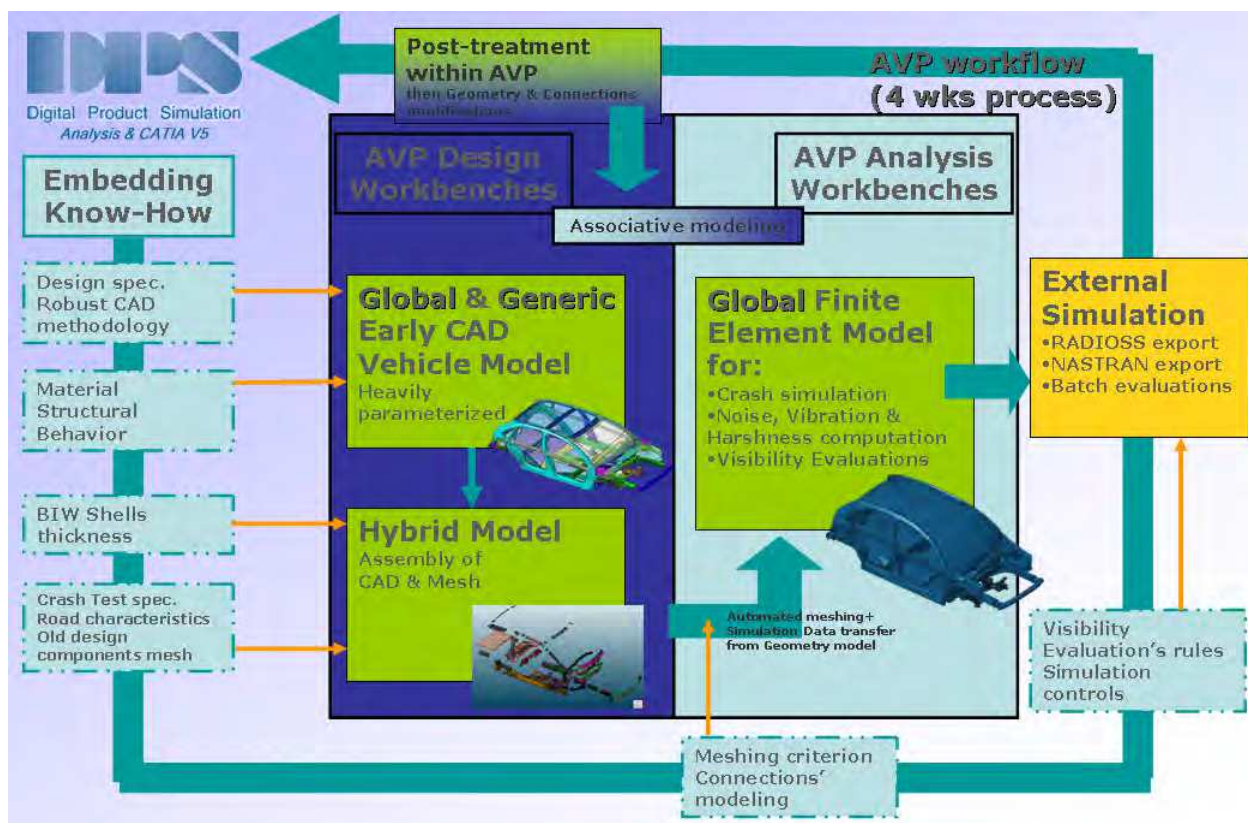 DPS
Digital Product Simulation
Analysis & CATIA V5
Post-treatment
within AVP
then Geometry & Connections
modifications
AVP workflow
(4 wks process)
Embedding
Know-How
AVP Design
Workbenches
AVP Analysis
Workbenches
Associative modeling
Design spec.
Robust CAD
methodology
Material
Structural
Behavior
BIW Shells
thickness
Crash Test spec.
Road characteristics
Old design
components mesh
Global & Generic
Early CAD
Vehicle Model
Heavily
parameterized
Hybrid Model
Assembly of
CAD & Mesh
Global Finite
Element Model
for:
•Crash simulation
•Noise, Vibration &
Harshness computation
•Visibility Evaluations
Automated meshing+
Simulation Data transfer
from Geometry model
External
Simulation
•RADIOSS export
•NASTRAN export
•Batch evaluations
Visibility
Evaluation's rules
Simulation
controls
Meshing criterion
Connections'
modeling